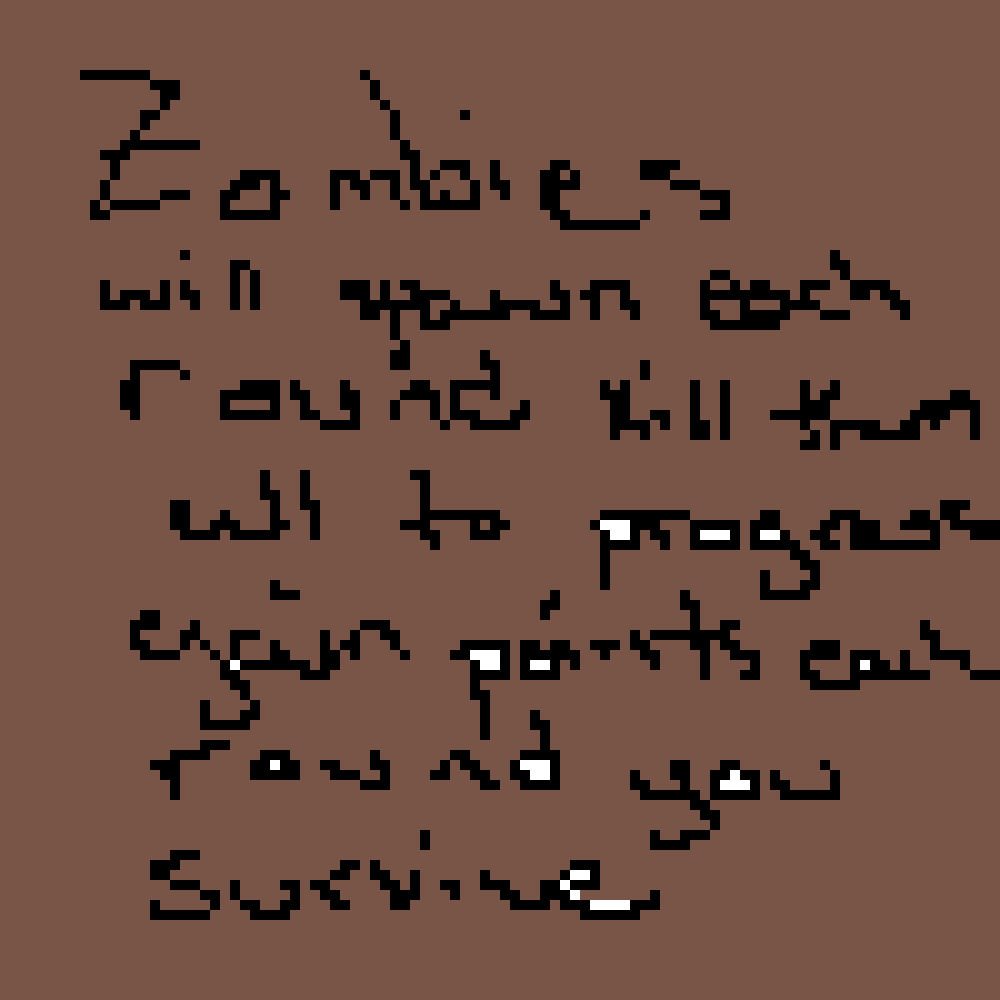 Zombies
will spawn each
round kill them
all to progress
egain points each
round you
survive